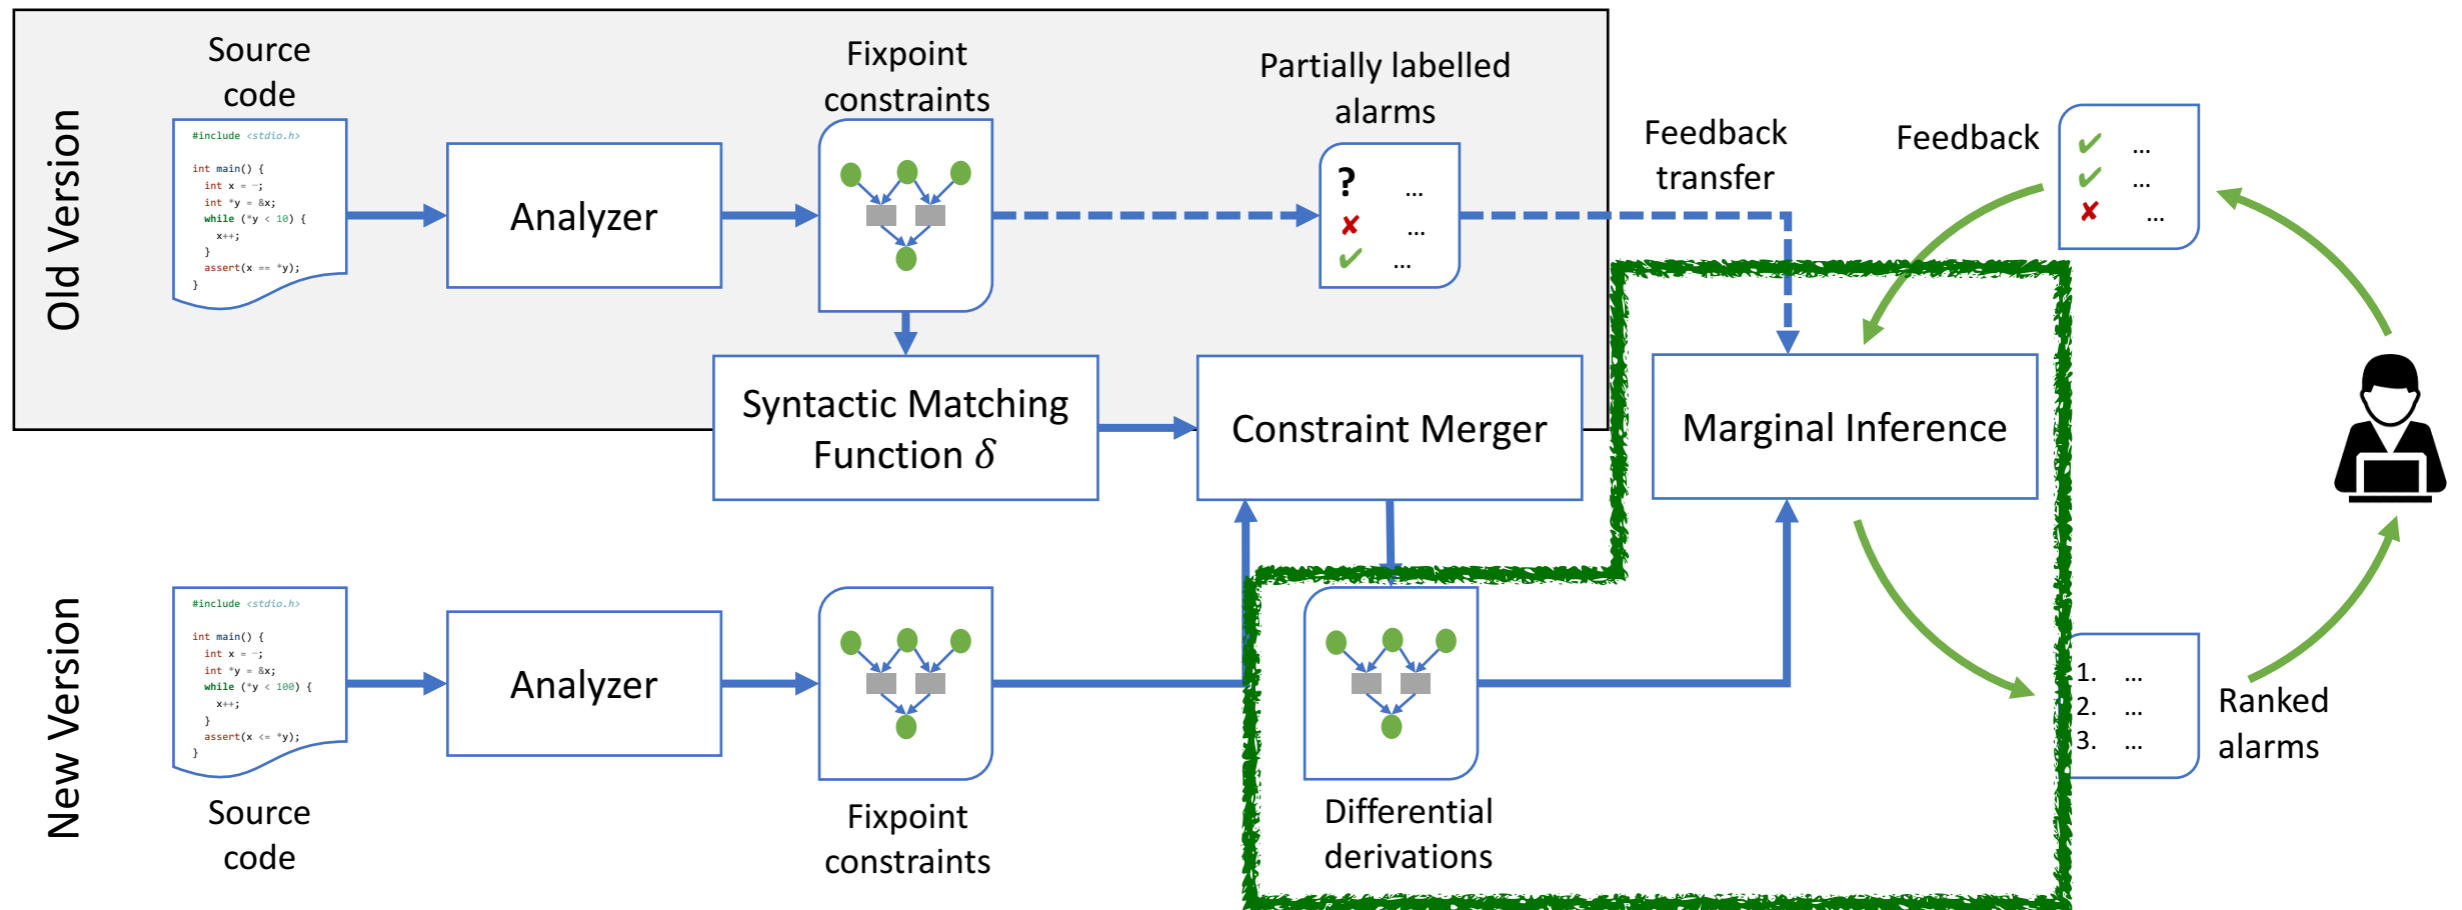 Old Version
Source
code
#include <stdio.h>
int main() {
int x = ~;
int *y = &x;
while (*y < 10) {
x++;
}
assert(x == *y);
}
Analyzer
Fixpoint
constraints
Partially labelled
alarms
? ...
✘ ...
✔ ...
Feedback
transfer
Feedback
✔ ...
✔ ...
✘ ...
Syntactic Matching
Function δ
Constraint Merger
Marginal Inference
New Version
#include <stdio.h>
int main() {
int x = ~;
int *y = &x;
while (*y < 100) {
x++;
}
assert(x <= *y);
}
Source
code
Analyzer
Fixpoint
constraints
Differential
derivations
1. ...
2. ...
3. ...
Ranked
alarms